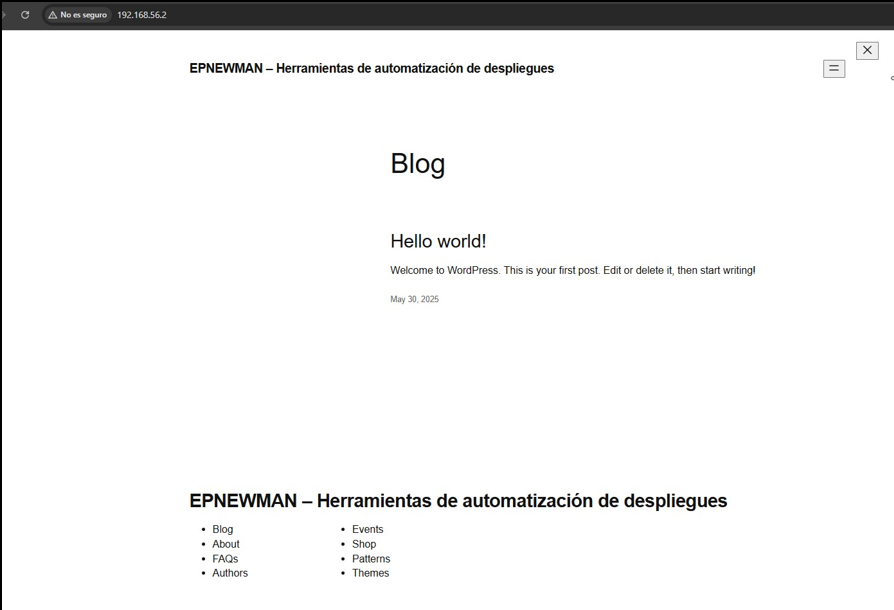 No es seguro 192.168.56.2
EPNEWMAN – Herramientas de automatización de despliegues
Blog
Hello world!
Welcome to WordPress. This is your first post. Edit or delete it, then start writing!
May 30, 2025
EPNEWMAN – Herramientas de automatización de despliegues
Blog
About
FAQs
Authors
Events
Shop
Patterns
Themes